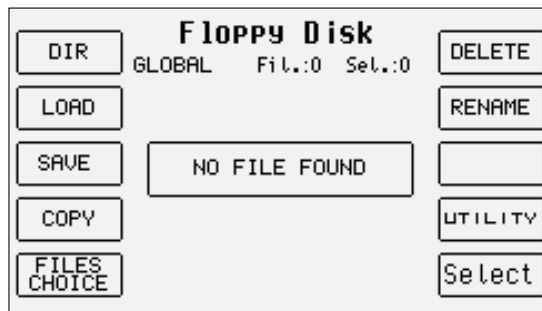 Floppy Disk
GLOBAL Fil.:0 Sel.:0
DIR
LOAD
SAVE
COPY
FILES
CHOICE
NO FILE FOUND
DELETE
RENAME
UTILITY
Select